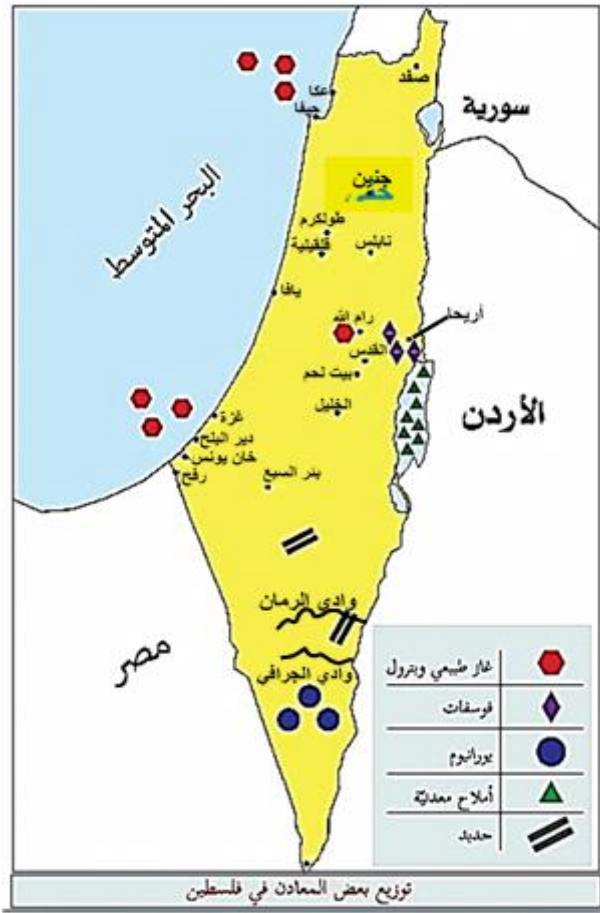 صفد
عكا
حيفا
سورية
البحر المتوسط
جنين
طولكرم
قلقيلية
نابلس
يافا
رام الله
أريحا
القدس
بيت لحم
الخليل
الأردن
غزة
دير البلح
خان يونس
رفح
بئر السبع
وادي الرمان
مصر
وادي الجرافي
غاز طبيعي وبترول
فوسفات
يورانيوم
أملاح معدنية
حديد
توزيع بعض المعادن في فلسطين